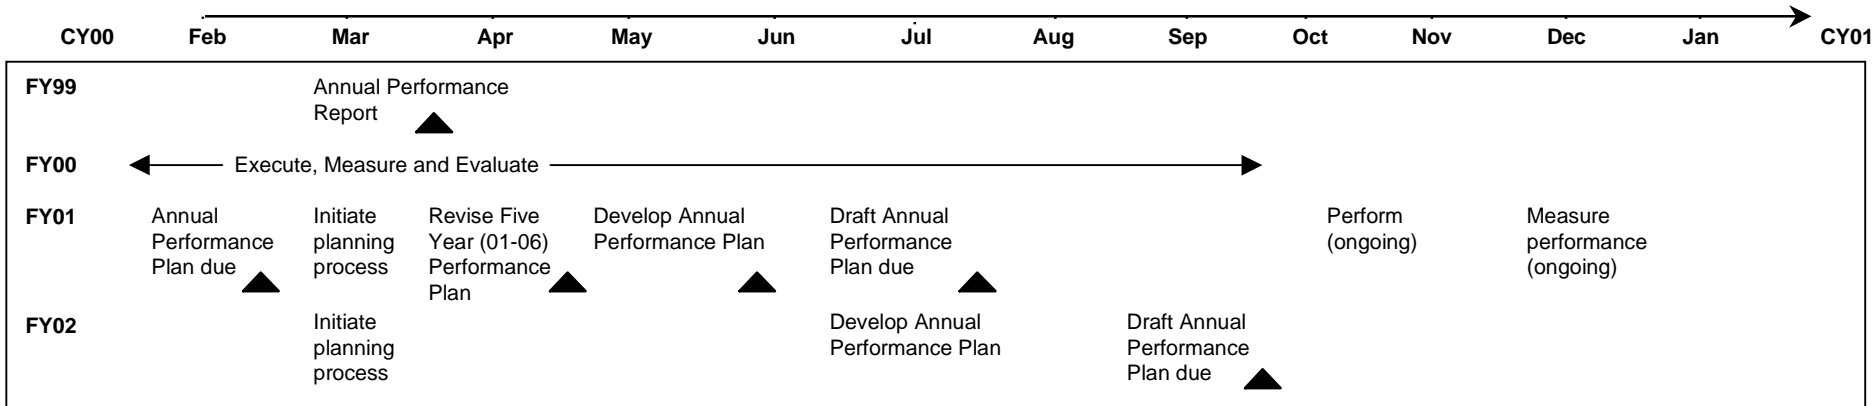 CY00 Feb Mar Apr May Jun Jul Aug Sep Oct Nov Dec Jan CY01
FY99
Annual Performance
Report
FY00
Execute, Measure and Evaluate
FY01
Annual
Performance
Plan due
Initiate
planning
process
Revise Five
Year (01-06)
Performance
Plan
Develop Annual
Performance Plan
Draft Annual
Performance
Plan due
Perform
(ongoing)
Measure
performance
(ongoing)
FY02
Initiate
planning
process
Develop Annual
Performance Plan
Draft Annual
Performance
Plan due